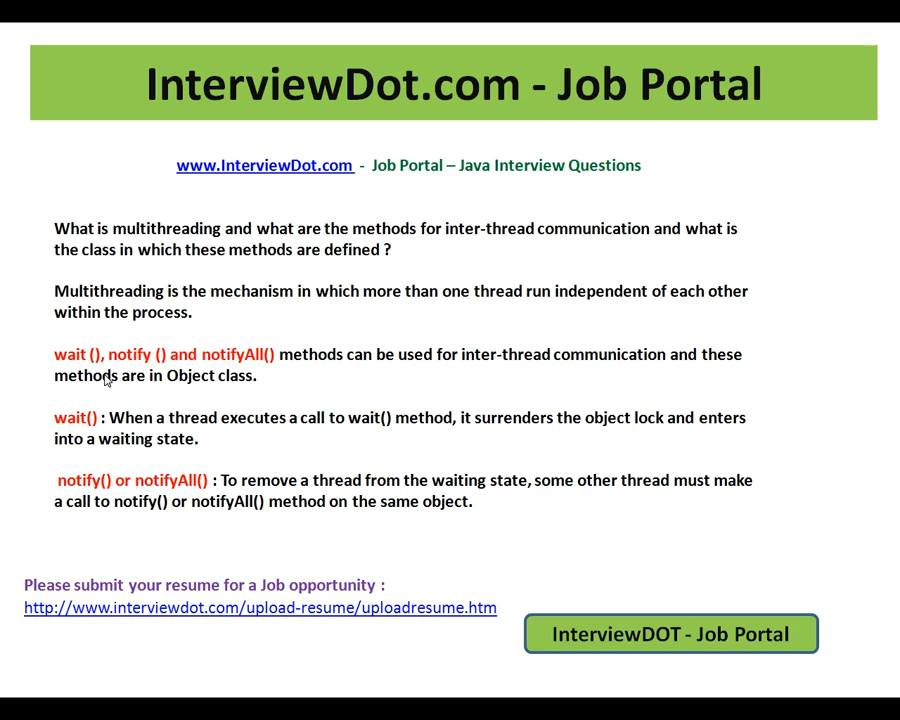 InterviewDot.com - Job Portal
www.InterviewDot.com - Job Portal – Java Interview Questions
What is multithreading and what are the methods for inter-thread communication and what is
the class in which these methods are defined ?
Multithreading is the mechanism in which more than one thread run independent of each other
within the process.
wait (), notify () and notifyAll() methods can be used for inter-thread communication and these
methods are in Object class.
wait() : When a thread executes a call to wait() method, it surrenders the object lock and enters
into a waiting state.
notify() or notifyAll() : To remove a thread from the waiting state, some other thread must make
a call to notify() or notifyAll() method on the same object.
Please submit your resume for a Job opportunity :
http://www.interviewdot.com/upload-resume/uploadresume.htm
InterviewDOT - Job Portal